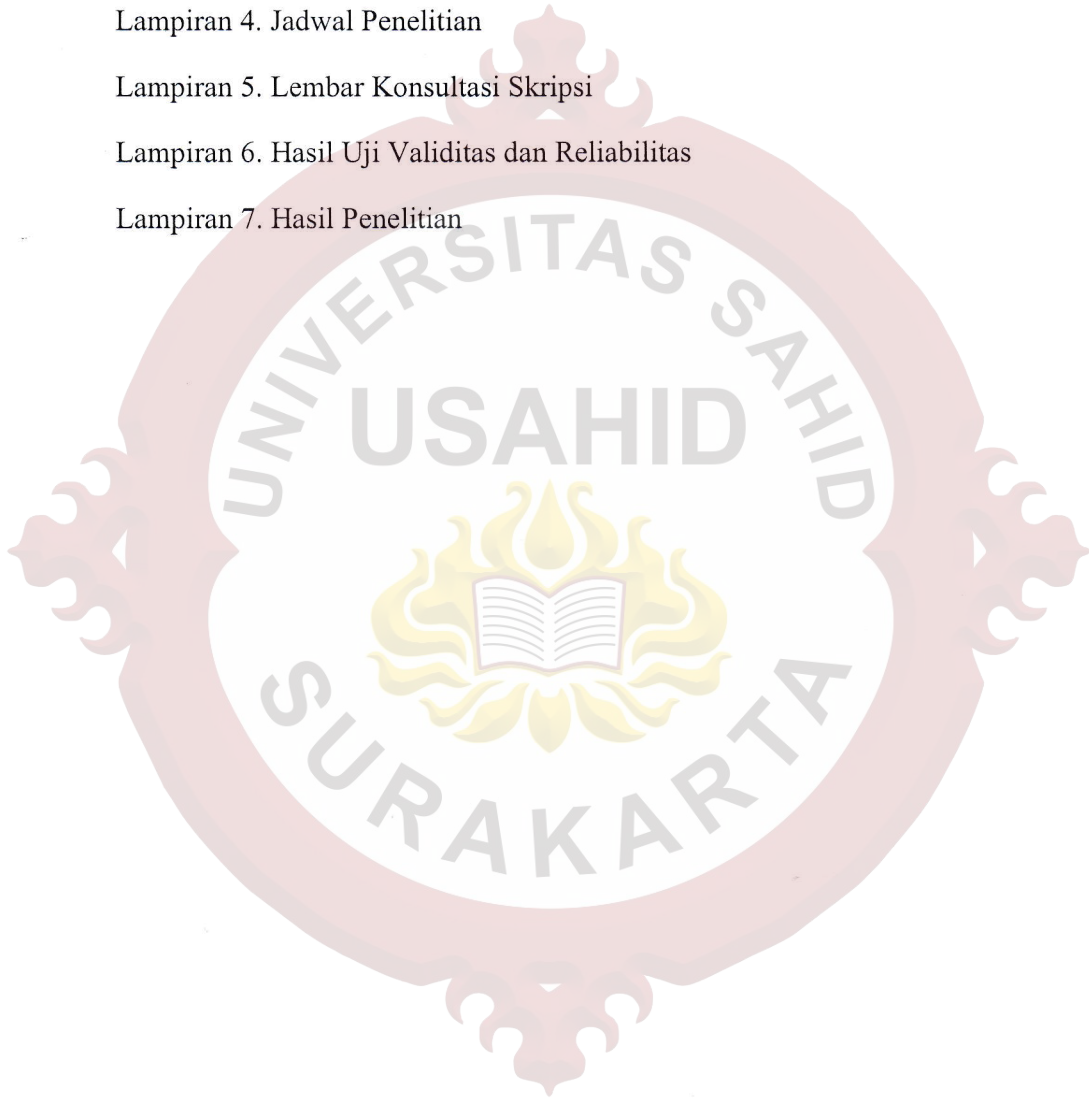 Lampiran 4. Jadwal Penelitian
Lampiran 5. Lembar Konsultasi Skripsi
Lampiran 6. Hasil Uji Validitas dan Reliabilitas
Lampiran 7. Hasil Penelitian
UNIVERSITAS SAHID
USAHID
SURAKARTA